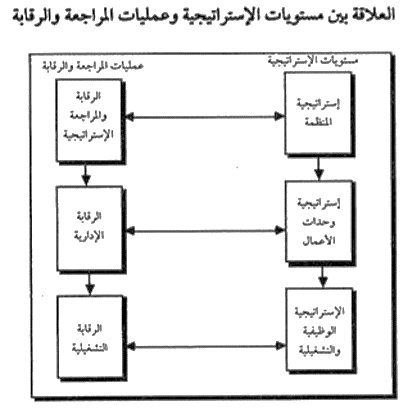 العلاقة بين مستويات الإستراتيجية وعمليات المراجعة والرقابة
مستويات الإستراتيجية
عمليات المراجعة والرقابة
إستراتيجية
المنظمة
الرقابة
والمراجعة
الإستراتيجية
إستراتيجية
وحدات
الأعمال
الرقابة
الإدارية
الإستراتيجية
الوظيفية
والتشغيلية
الرقابة
التشغيلية